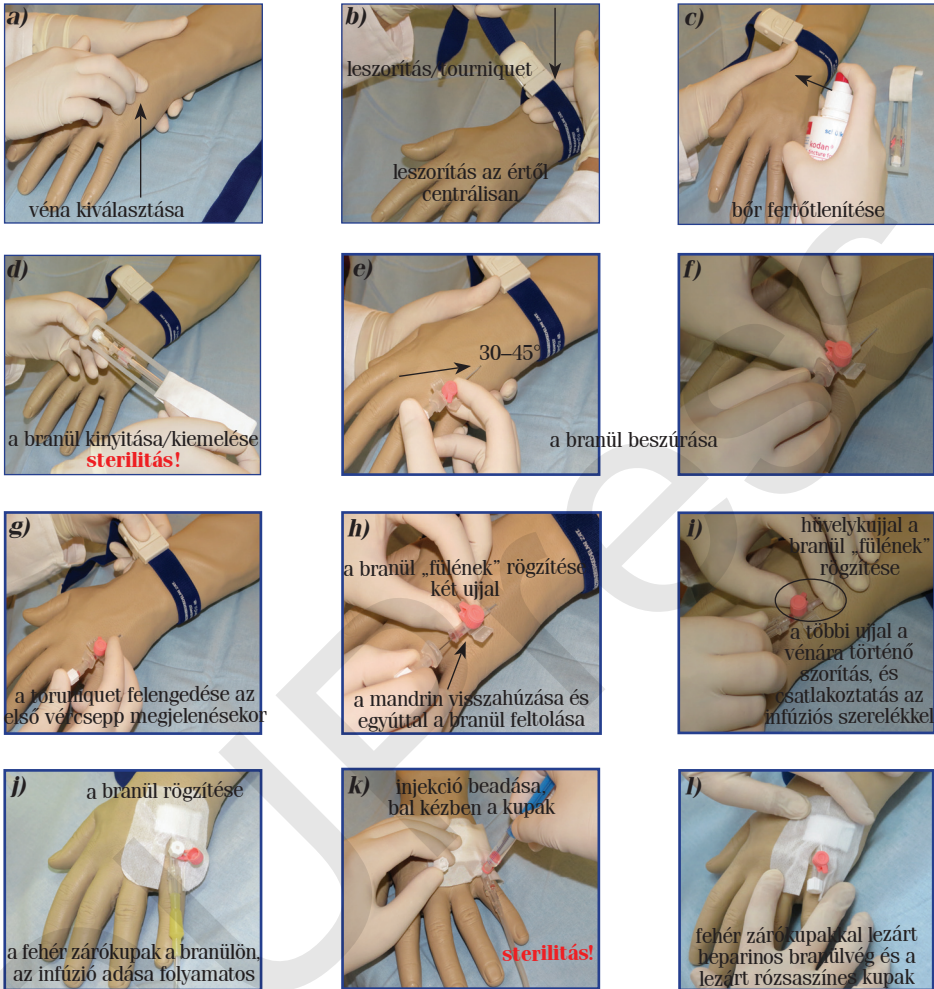 a)
véna kiválasztása
b)
leszorítás/tourniquet
leszorítás az értől
centrálisan
c)
kodan
bőr fertőtlenítése
d)
a branül kinyitása/kiemelése
sterilitás!
e)
30–45°
a branül beszúrása
f)
g)
a toruniquet felengedése az
első vércsepp megjelenésekor
h)
a branül „fülének” rögzítése
két ujjal
a mandrin visszahúzása és
egyúttal a branül feltolása
i)
hüvelykujjal a
branül „fülének”
rögzítése
a többi ujjal a
vénára történő
szorítás, és
csatlakoztatás az
infúziós szerelékkel
j)
a branül rögzítése
a fehér zárókupak a branülön,
az infúzió adása folyamatos
k)
injekció beadása,
bal kézben a kupak
sterilitás!
l)
fehér zárókupakkal lezárt
heparinos branülvég és a
lezárt rózsaszínes kupak